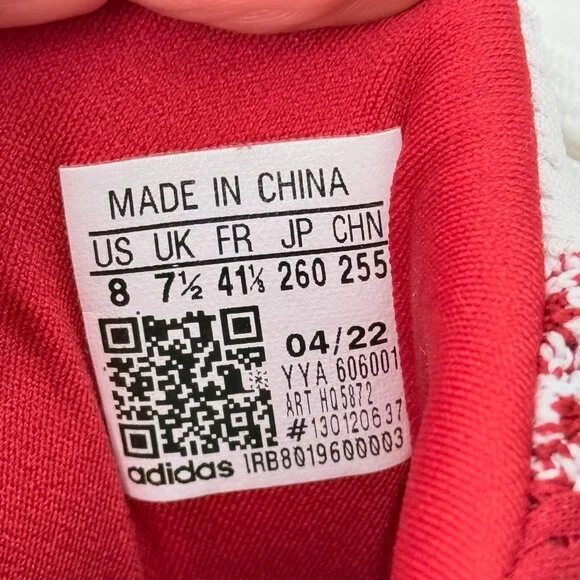 MADE IN CHINA
US UK FR JP CHN
8 7½ 41⅓ 260 255
04/22
YYA 606001
ART HQ5872
#130120637
adidas 1RB8019600003